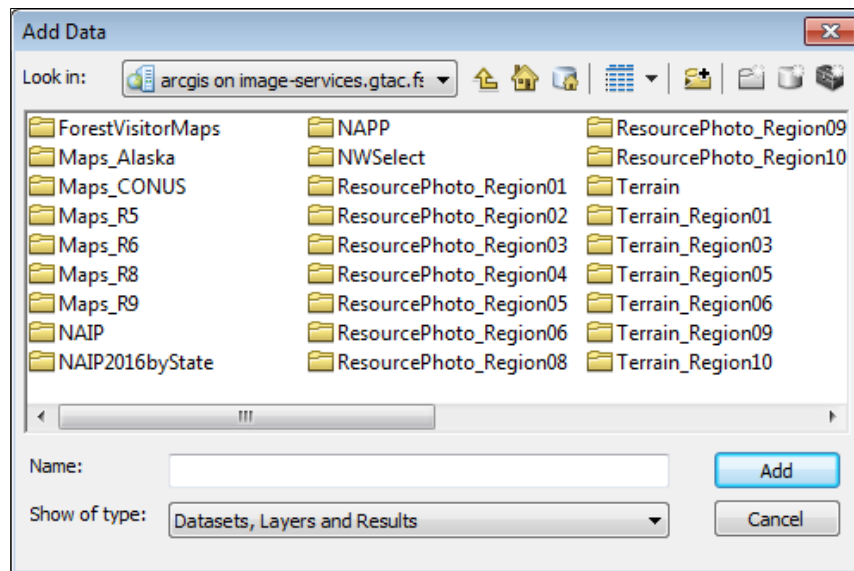 Add Data
Look in:
arcgis on image-services.gtac.fs
ForestVisitorMaps
Maps_Alaska
Maps_CONUS
Maps_R5
Maps_R6
Maps_R8
Maps_R9
NAIP
NAIP2016byState
NAPP
NWSelect
ResourcePhoto_Region01
ResourcePhoto_Region02
ResourcePhoto_Region03
ResourcePhoto_Region04
ResourcePhoto_Region05
ResourcePhoto_Region06
ResourcePhoto_Region08
ResourcePhoto_Region09
ResourcePhoto_Region10
Terrain
Terrain_Region01
Terrain_Region03
Terrain_Region05
Terrain_Region06
Terrain_Region09
Terrain_Region10
Name:
Add
Show of type:
Datasets, Layers and Results
Cancel